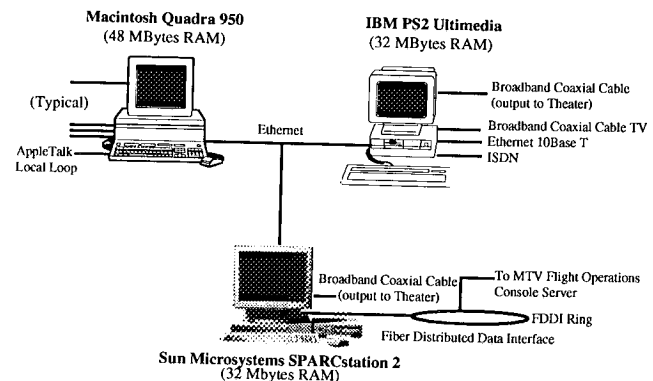 Macintosh Quadra 950
(48 MBytes RAM)
IBM PS2 Ultimedia
(32 MBytes RAM)
(Typical)
AppleTalk
Local Loop
Ethernet
Broadband Coaxial Cable
(output to Theater)
Broadband Coaxial Cable TV
Ethernet 10Base T
ISDN
Broadband Coaxial Cable
(output to Theater)
To MTV Flight Operations
Console Server
FDDI Ring
Fiber Distributed Data Interface
Sun Microsystems SPARCstation 2
(32 Mbytes RAM)